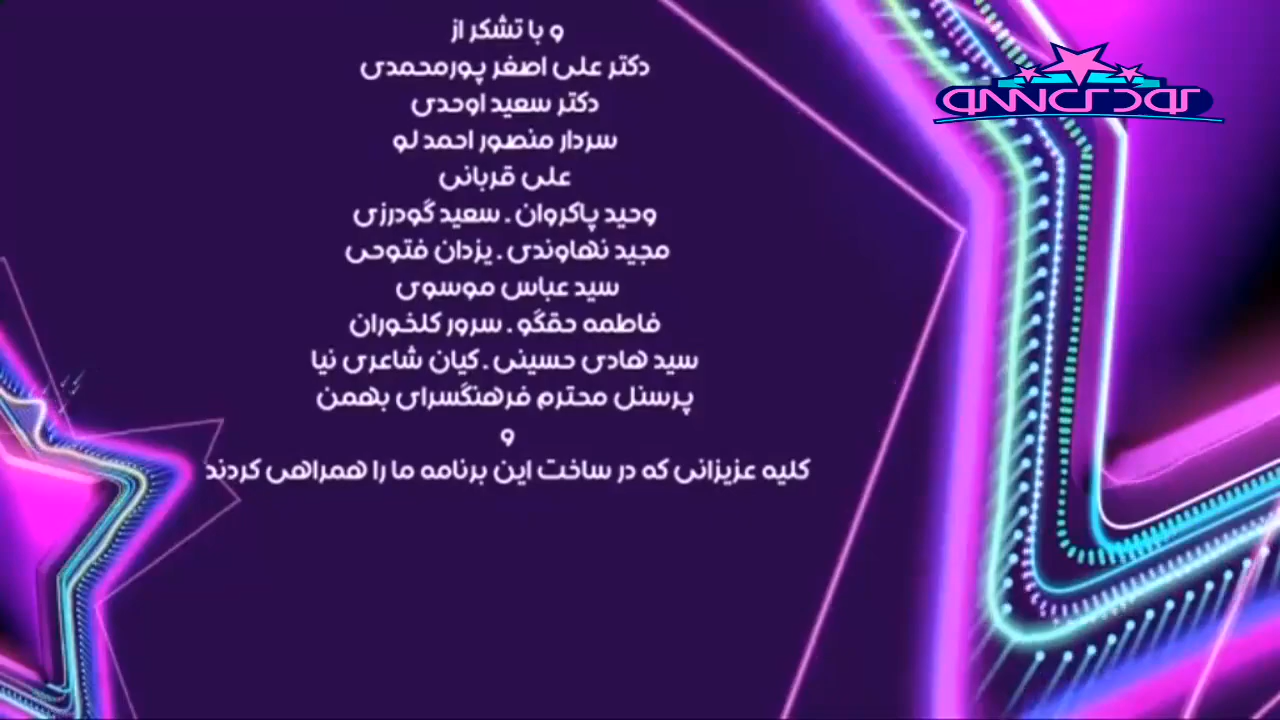 و با تشکر از
دکتر علی اصغر پورمحمدی
دکتر سعید اوحدی
سردار منصور احمد لو
علی قربانی
وحید پاکروان . سعید گودرزی
مجید نهاوندی . یزدان فتوحی
سید عباس موسوی
فاطمه حقگو . سرور کلخوران
سید هادی حسینی . کیان شاعری نیا
پرسنل محترم فرهنگسرای بهمن
و
کلیه عزیزانی که در ساخت این برنامه ما را همراهی کردند